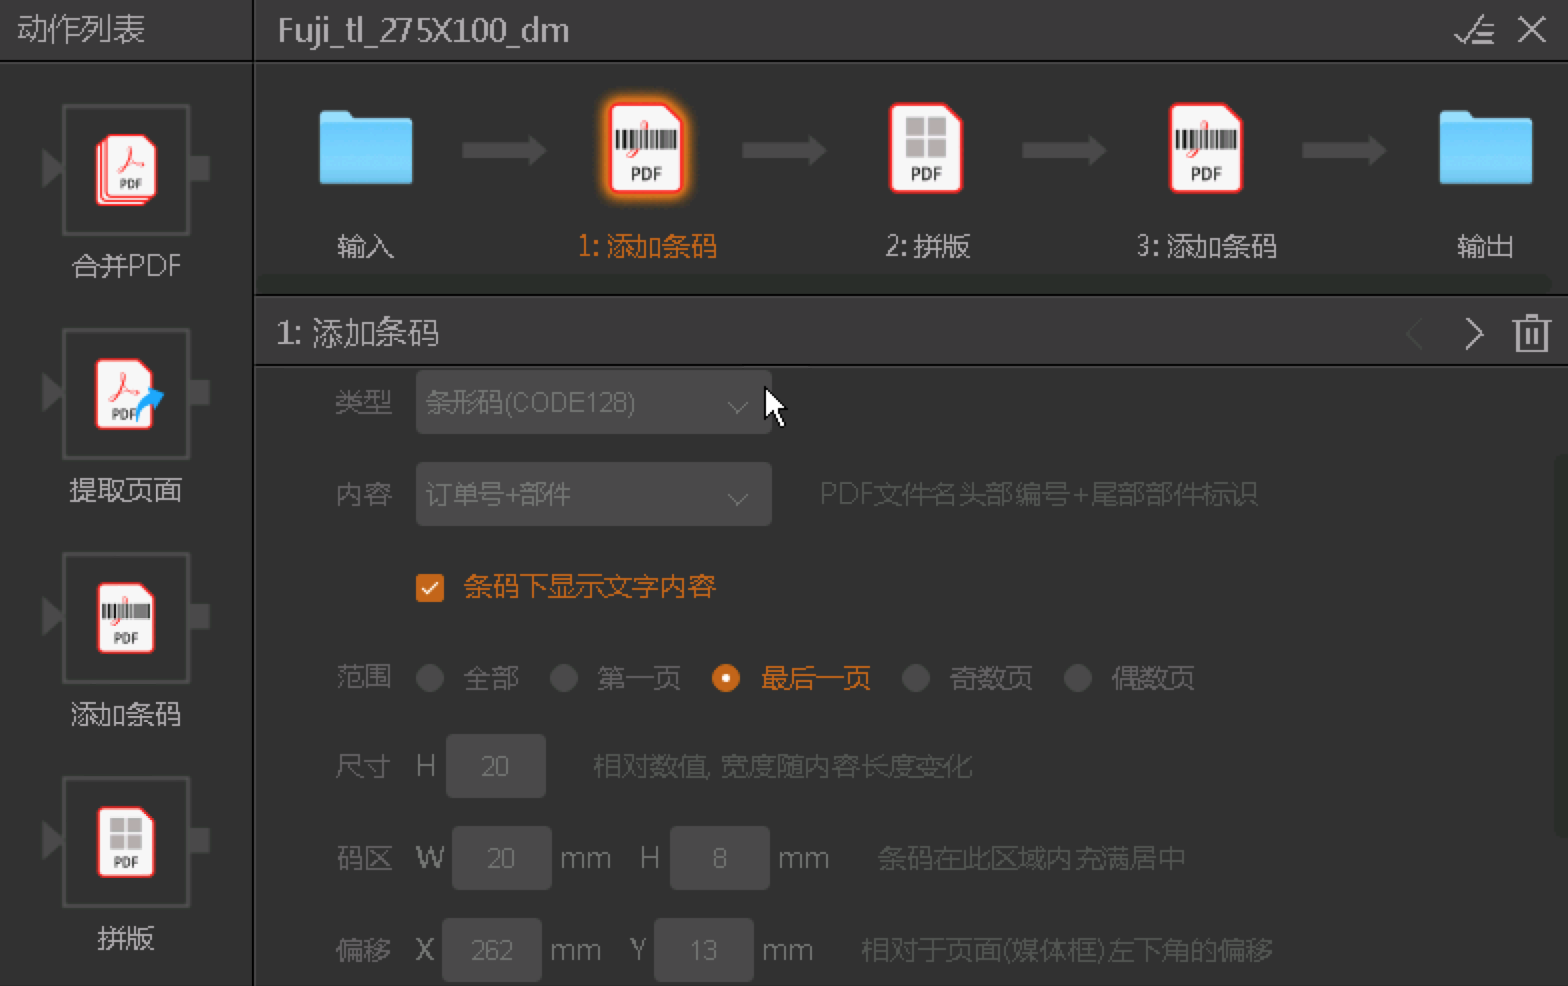 动作列表
Fuji_tl_275X100_dm
PDF
合并PDF
PDF
提取页面
PDF
添加条码
PDF
拼版
PDF
PDF
PDF
输入
1: 添加条码
2: 拼版
3: 添加条码
输出
1: 添加条码
类型 条形码(CODE128)
内容 订单号+部件 PDF文件名头部编号+尾部部件标识
条码下显示文字内容
范围 全部 第一页 最后一页 奇数页 偶数页
尺寸 H 20 相对数值, 宽度随内容长度变化
码区 W 20 mm H 8 mm 条码在此区域内充满居中
偏移 X 262 mm Y 13 mm 相对于页面(媒体框)左下角的偏移